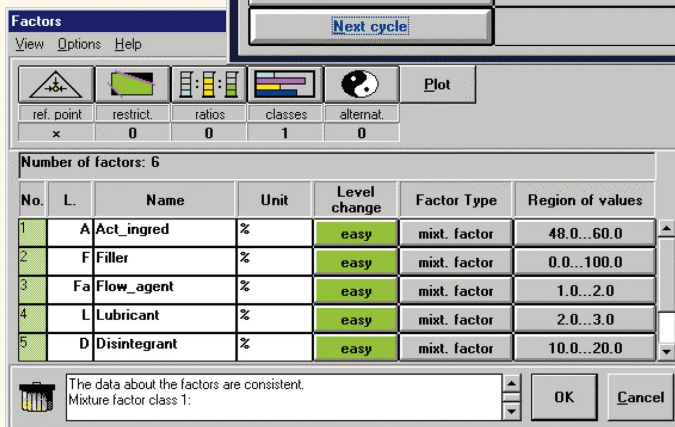 Next cycle
Factors
View Options Help
Plot
ref. point restrict. ratios classes alternat.
× 0 0 1 0
Number of factors: 6
No. L. Name Unit Level change Factor Type Region of values
1 A Act_ingred % easy mixt. factor 48.0...60.0
2 F Filler % easy mixt. factor 0.0...100.0
3 Fa Flow_agent % easy mixt. factor 1.0...2.0
4 L Lubricant % easy mixt. factor 2.0...3.0
5 D Disintegrant % easy mixt. factor 10.0...20.0
The data about the factors are consistent.
Mixture factor class 1:
OK Cancel